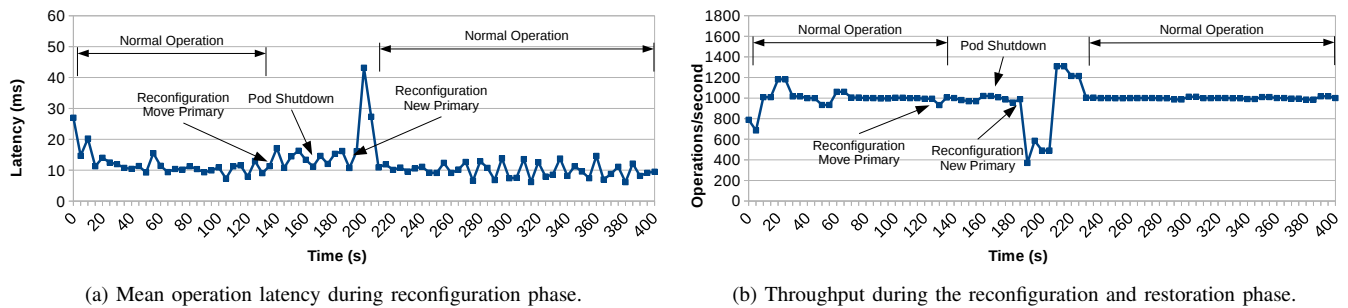 60
50
40
30
20
10
0
Latency (ms)
Normal Operation
Normal Operation
Reconfiguration
Move Primary
Pod Shutdown
Reconfiguration
New Primary
0 20 40 60 80 100 120 140 160 180 200 220 240 260 280 300 320 340 360 380 400
Time (s)
(a) Mean operation latency during reconfiguration phase.
1800
1600
1400
1200
1000
800
600
400
200
0
Operations/second
Normal Operation
Pod Shutdown
Normal Operation
Reconfiguration
Move Primary
Reconfiguration
New Primary
0 20 40 60 80 100 120 140 160 180 200 220 240 260 280 300 320 340 360 380 400
Time (s)
(b) Throughput during the reconfiguration and restoration phase.